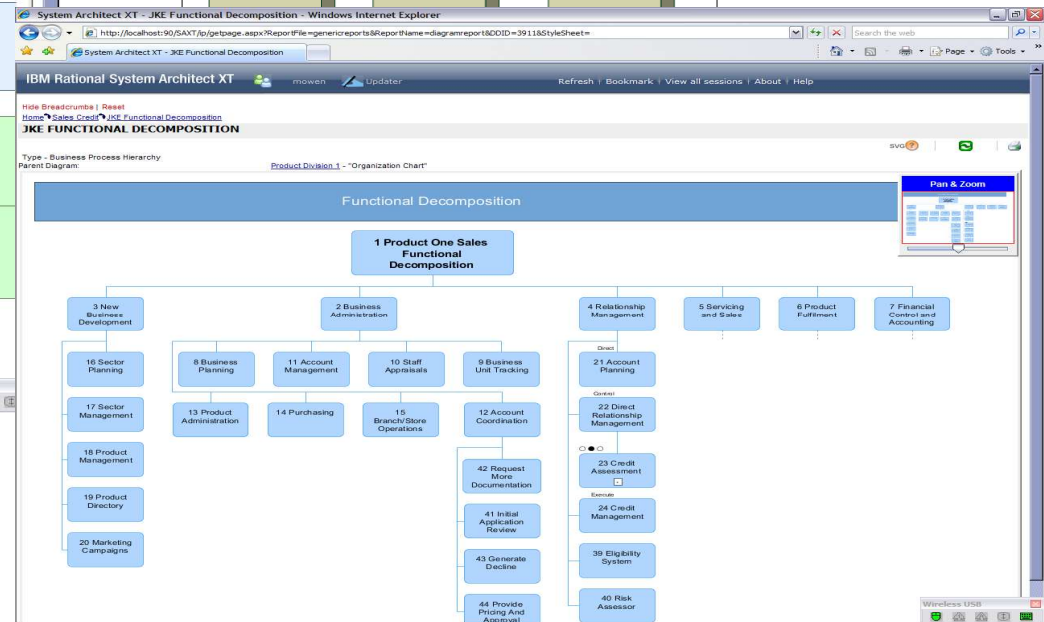 System Architect XT - JKE Functional Decomposition - Windows Internet Explorer
http://localhost:90/SAXT/ip/getpage.aspx?ReportFile=genericreports&ReportName=diagramreport&DDID=3911&StyleSheet=
Search the web
System Architect XT - JKE Functional Decomposition
Page
Tools
IBM Rational System Architect XT
mowen
Updater
Refresh | Bookmark | View all sessions | About | Help
Hide Breadcrumbs | Reset
Home Sales Credit JKE Functional Decomposition
JKE FUNCTIONAL DECOMPOSITION
SVG
Type - Business Process Hierarchy
Parent Diagram:
Product Division 1 - "Organization Chart"
Pan & Zoom
Functional Decomposition
1 Product One Sales
Functional
Decomposition
3 New
Business
Development
2 Business
Administration
4 Relationship
Management
5 Servicing
and Sales
6 Product
Fulfilment
7 Financial
Control and
Accounting
16 Sector
Planning
8 Business
Planning
11 Account
Management
10 Staff
Appraisals
9 Business
Unit Tracking
Direct
21 Account
Planning
17 Sector
Management
13 Product
Administration
14 Purchasing
15
Branch/Store
Operations
12 Account
Coordination
Control
22 Direct
Relationship
Management
18 Product
Management
42 Request
More
Documentation
23 Credit
Assessment
19 Product
Directory
41 Initial
Application
Review
Execute
24 Credit
Management
20 Marketing
Campaigns
43 Generate
Decline
39 Eligibility
System
44 Provide
Pricing And
Approval
40 Risk
Assessor
Wireless USB